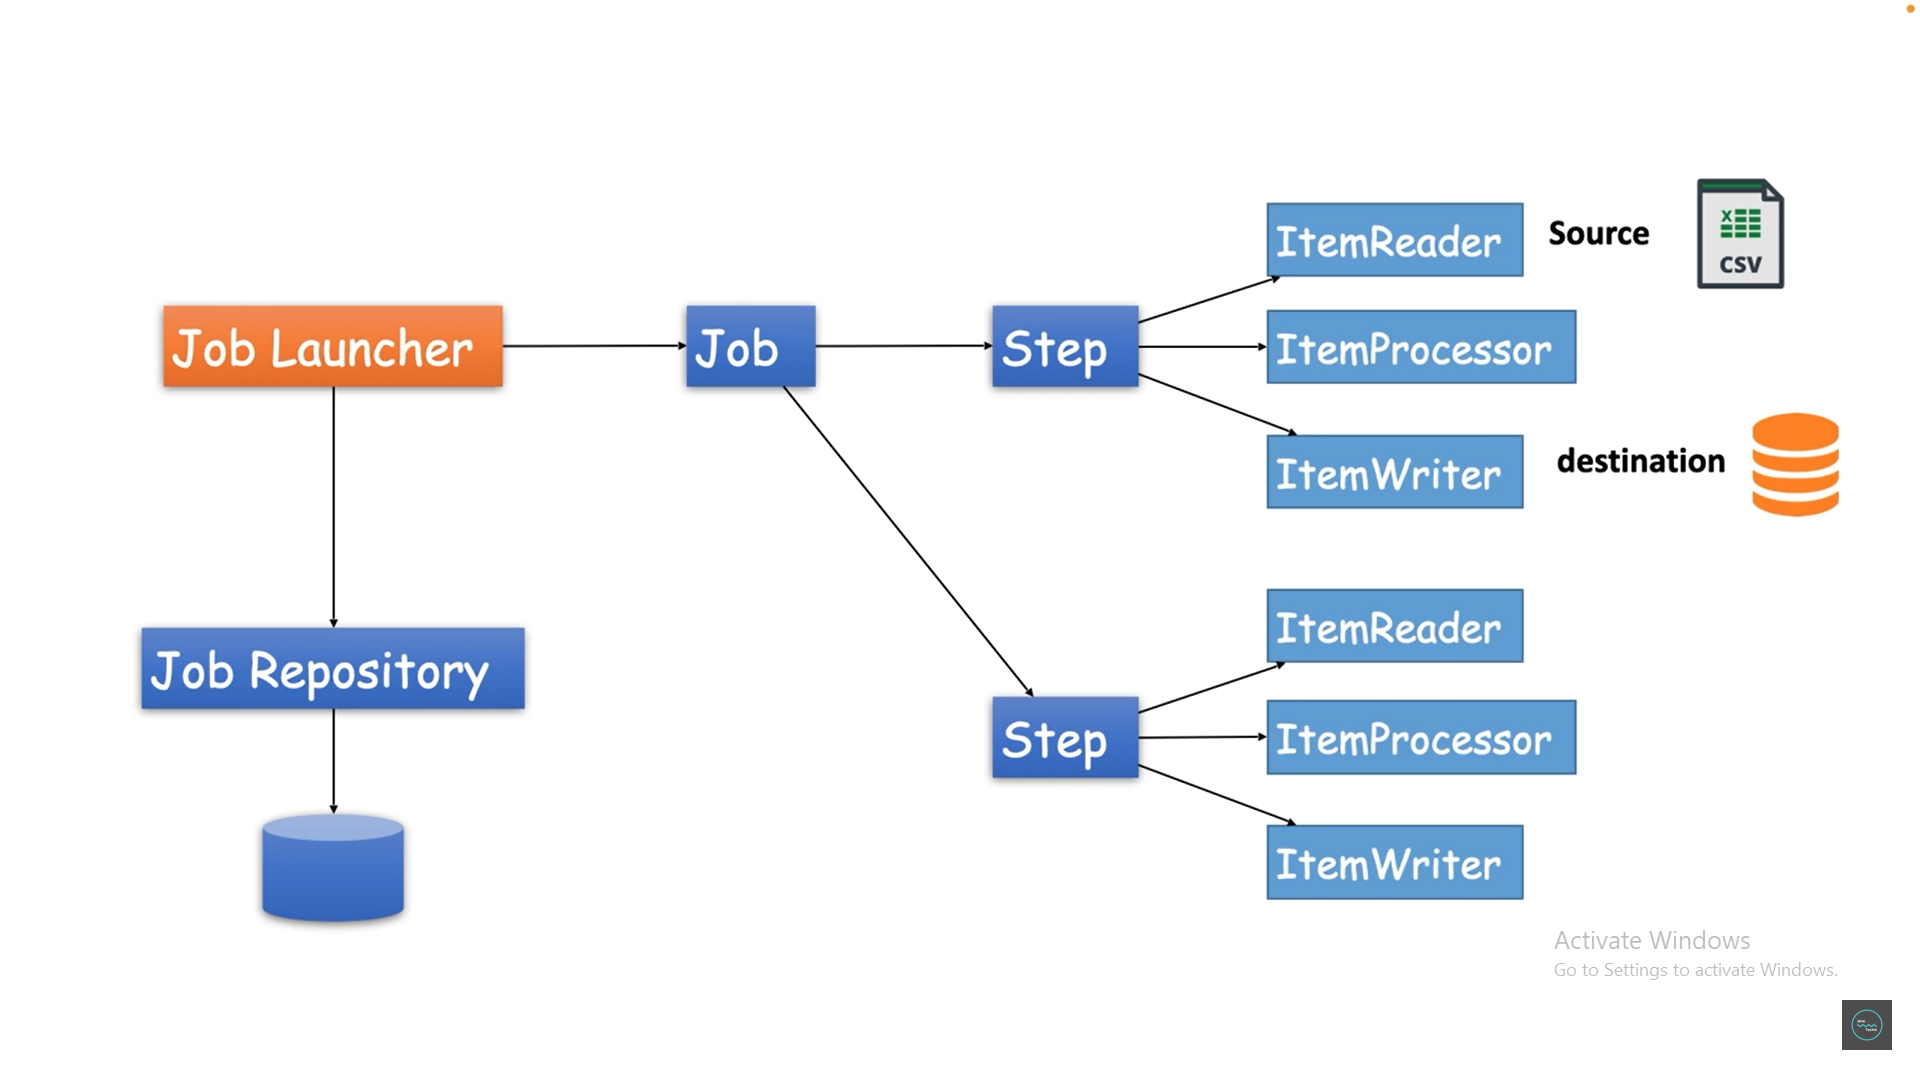 ItemReader
Source
X
CSV
Job Launcher
Job
Step
ItemProcessor
ItemWriter
destination
Job Repository
Step
ItemReader
ItemProcessor
ItemWriter
Activate Windows
Go to Settings to activate Windows.